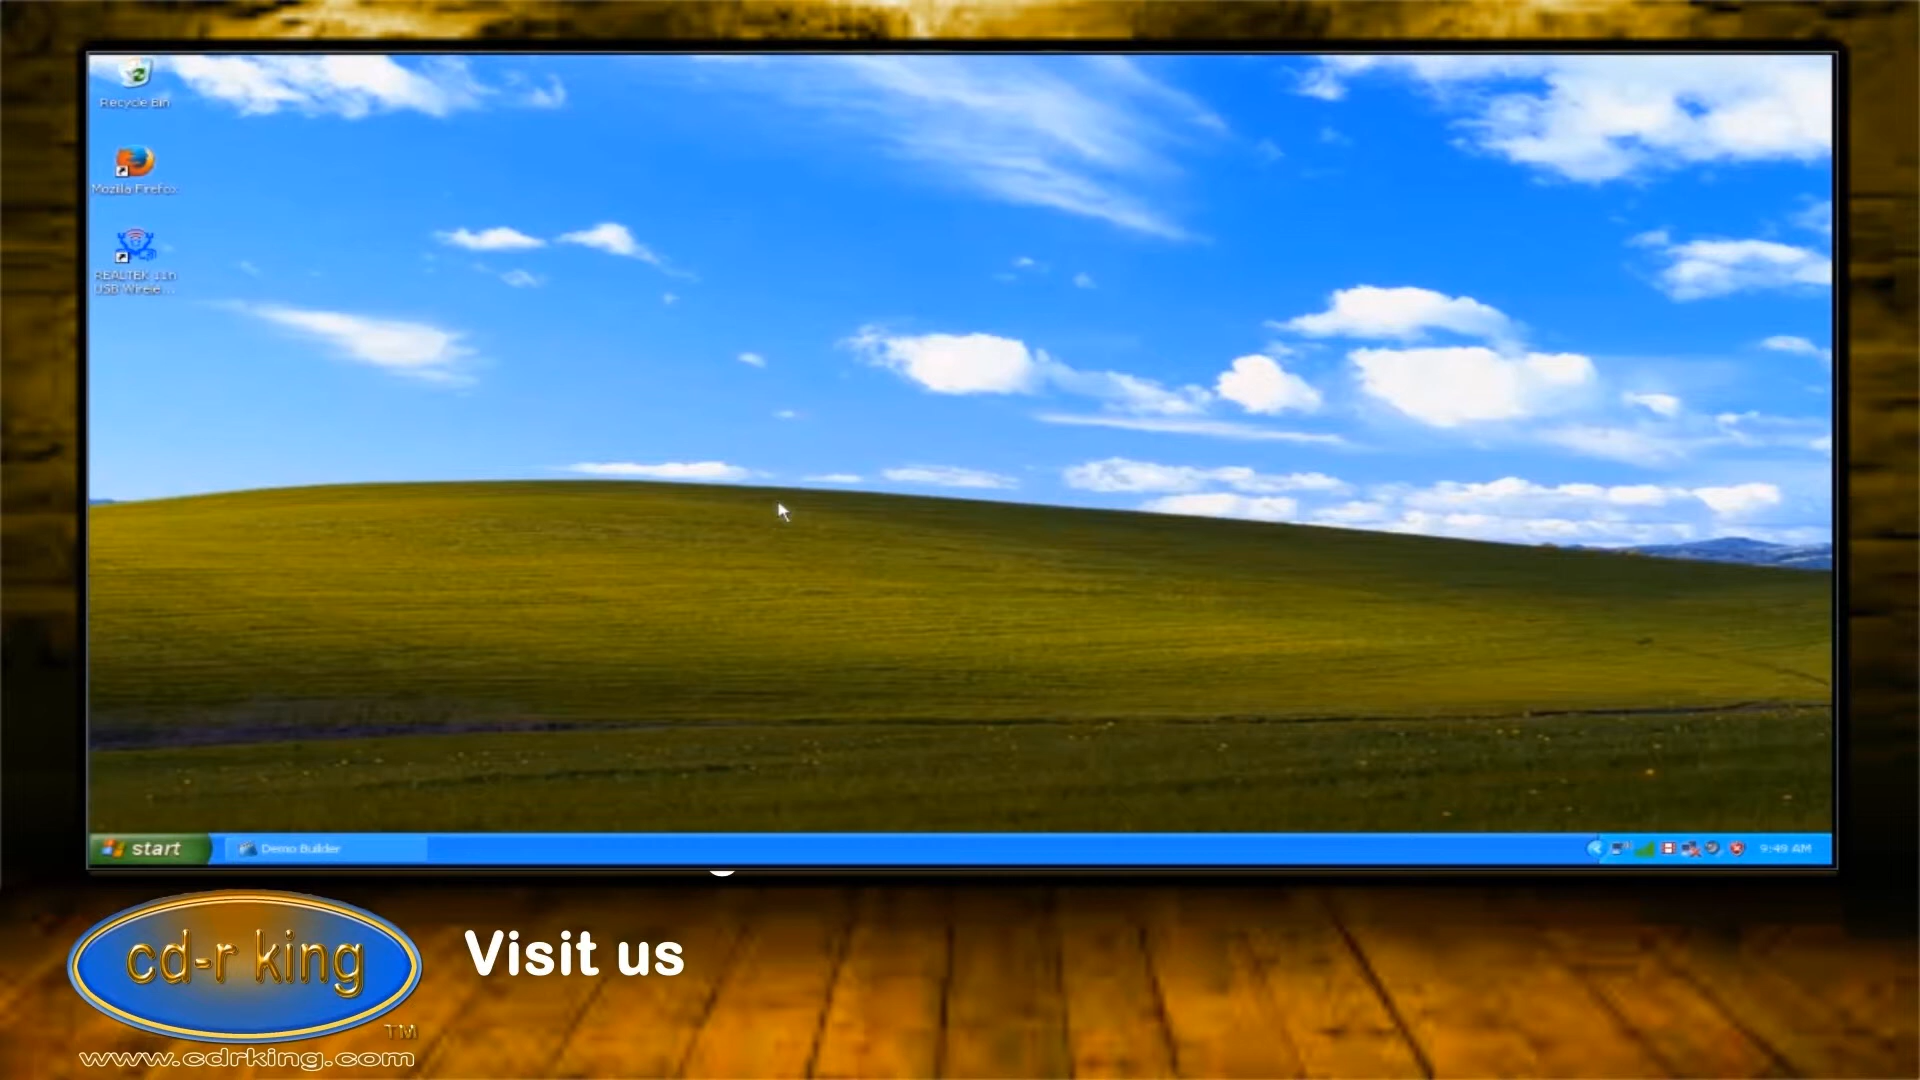 Recycle Bin
Mozilla Firefox
REALTEK 11n
USB Wirele...
start
Demo Builder
9:49 AM
cd-r king
TM
Visit us
www.cdrking.com